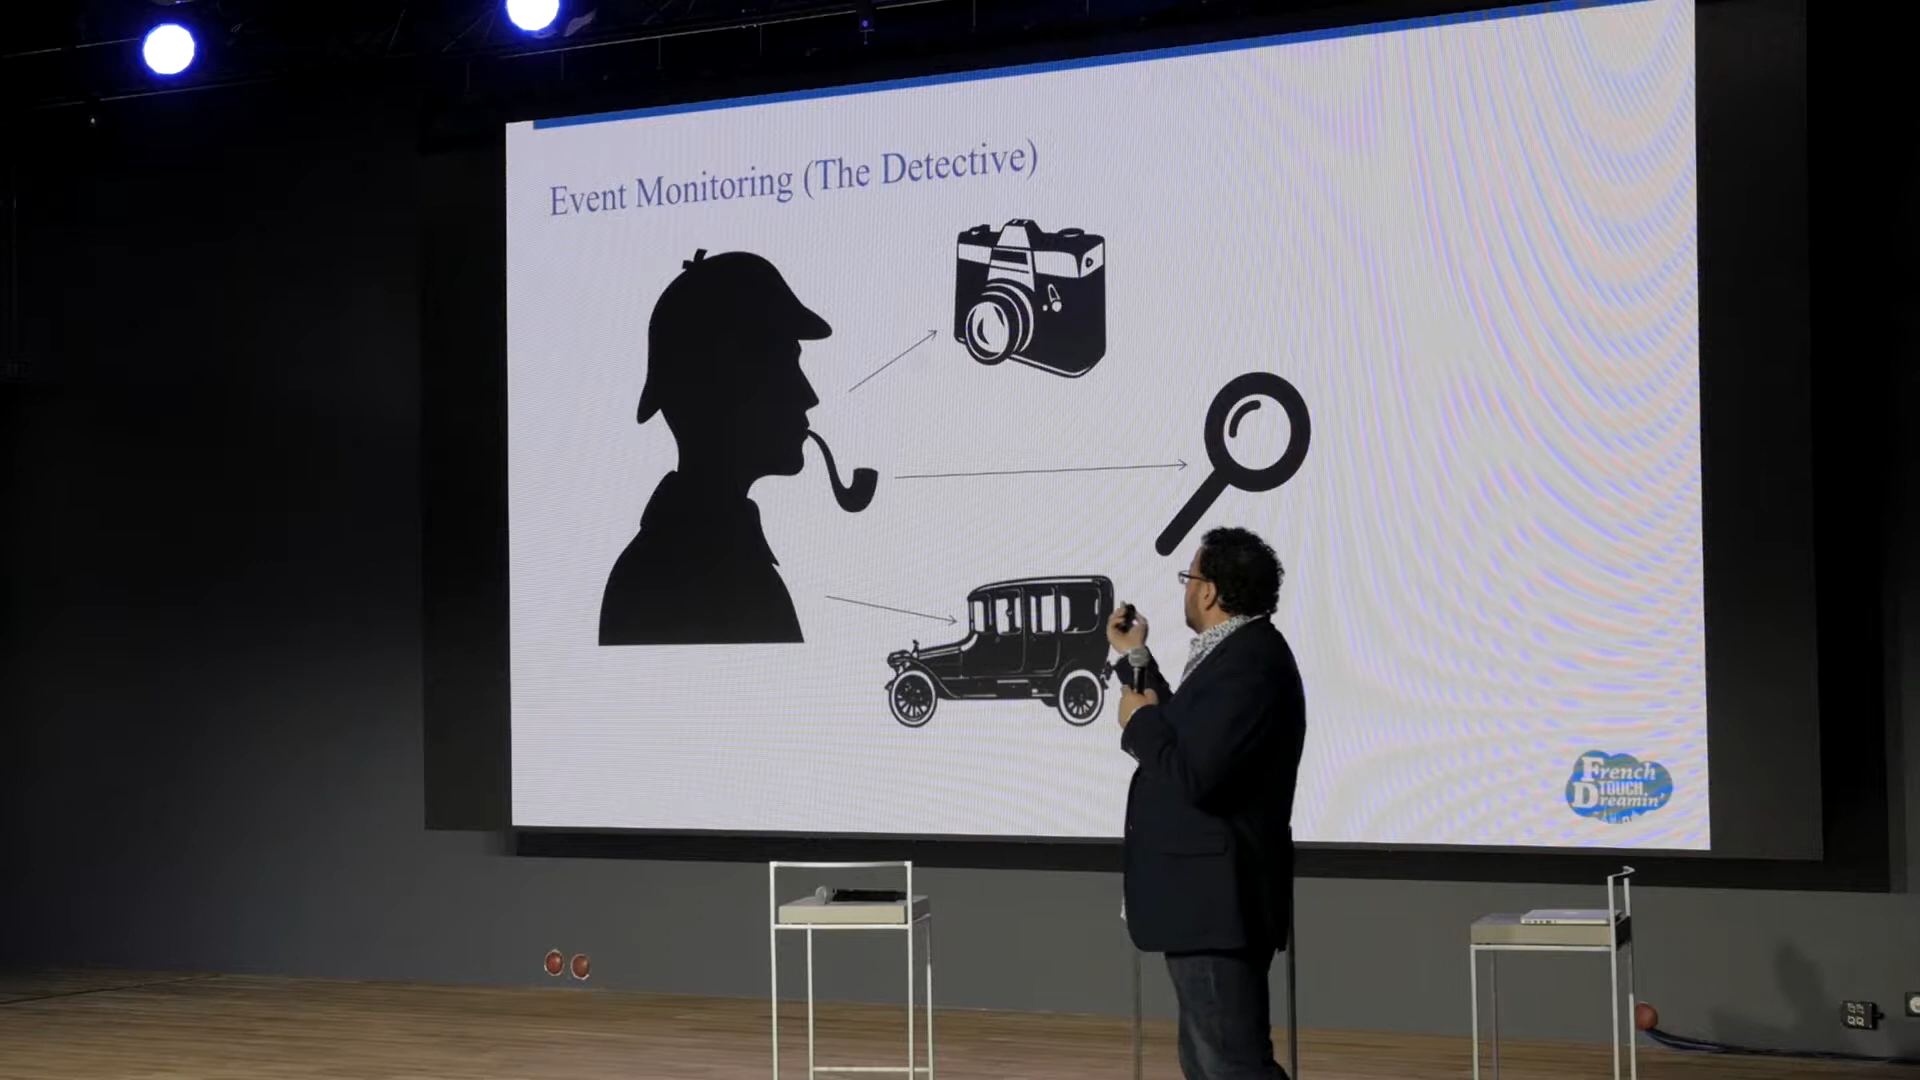 Event Monitoring (The Detective)
French
TOUCH
Dreamin'